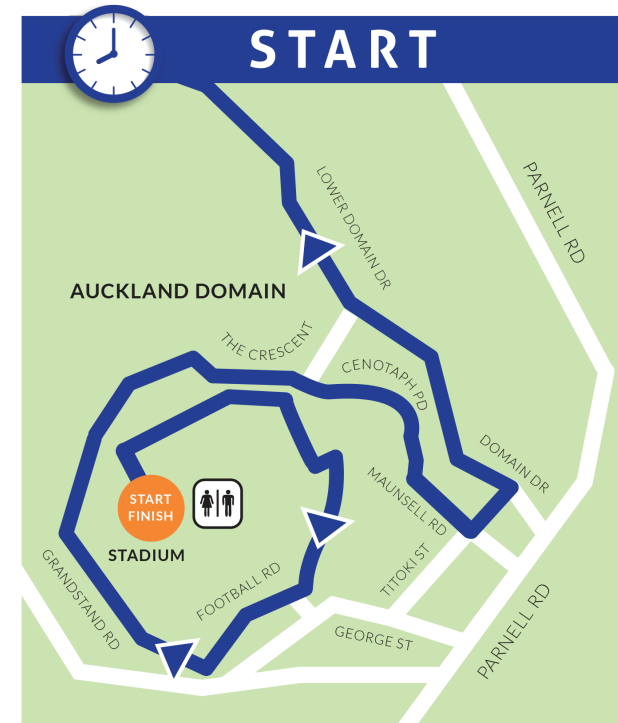 START
PARNELL RD
LOWER DOMAIN DR
AUCKLAND DOMAIN
THE CRESCENT
CENOTAPH PD
DOMAIN DR
MAUNSELL RD
START
FINISH
STADIUM
TITOKI ST
FOOTBALL RD
GRANDSTAND RD
GEORGE ST
PARNELL RD